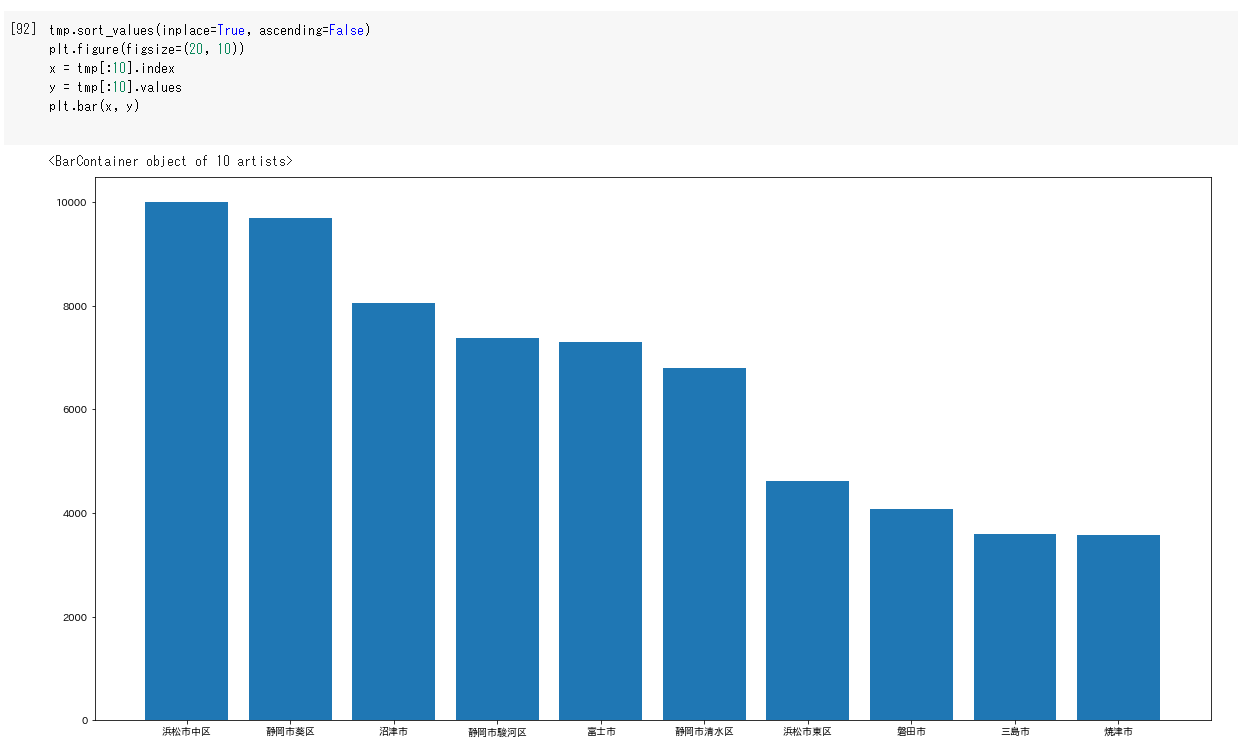 [92] tmp.sort_values(inplace=True, ascending=False)
plt.figure(figsize=(20, 10))
x = tmp[:10].index
y = tmp[:10].values
plt.bar(x, y)
<BarContainer object of 10 artists>
10000
8000
6000
4000
2000
0
浜松市中区 静岡市葵区 沼津市 静岡市駿河区 富士市 静岡市清水区 浜松市東区 磐田市 三島市 焼津市